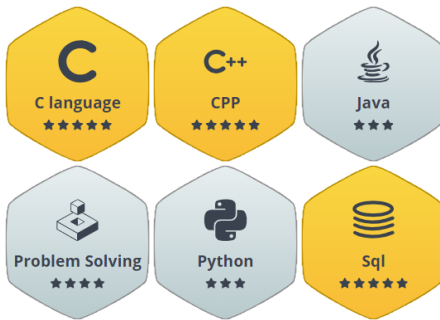 C++
C language
CPP
Java
Problem Solving
Python
Sql